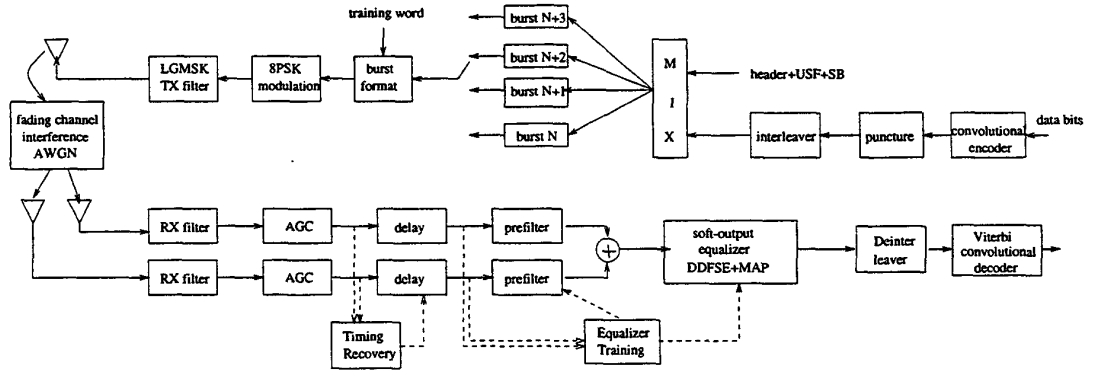 training word
burst N+3
burst N+2
burst N+1
burst N
M
I
X
header+USF+SB
data bits
convolutional
encoder
puncture
interleaver
burst
format
8PSK
modulation
LGMSK
TX filter
fading channel
interference
AWGN
RX filter
AGC
delay
prefilter
+
soft-output
equalizer
DDFSE+MAP
Deinter
leaver
Viterbi
convolutional
decoder
RX filter
AGC
delay
prefilter
Timing
Recovery
Equalizer
Training